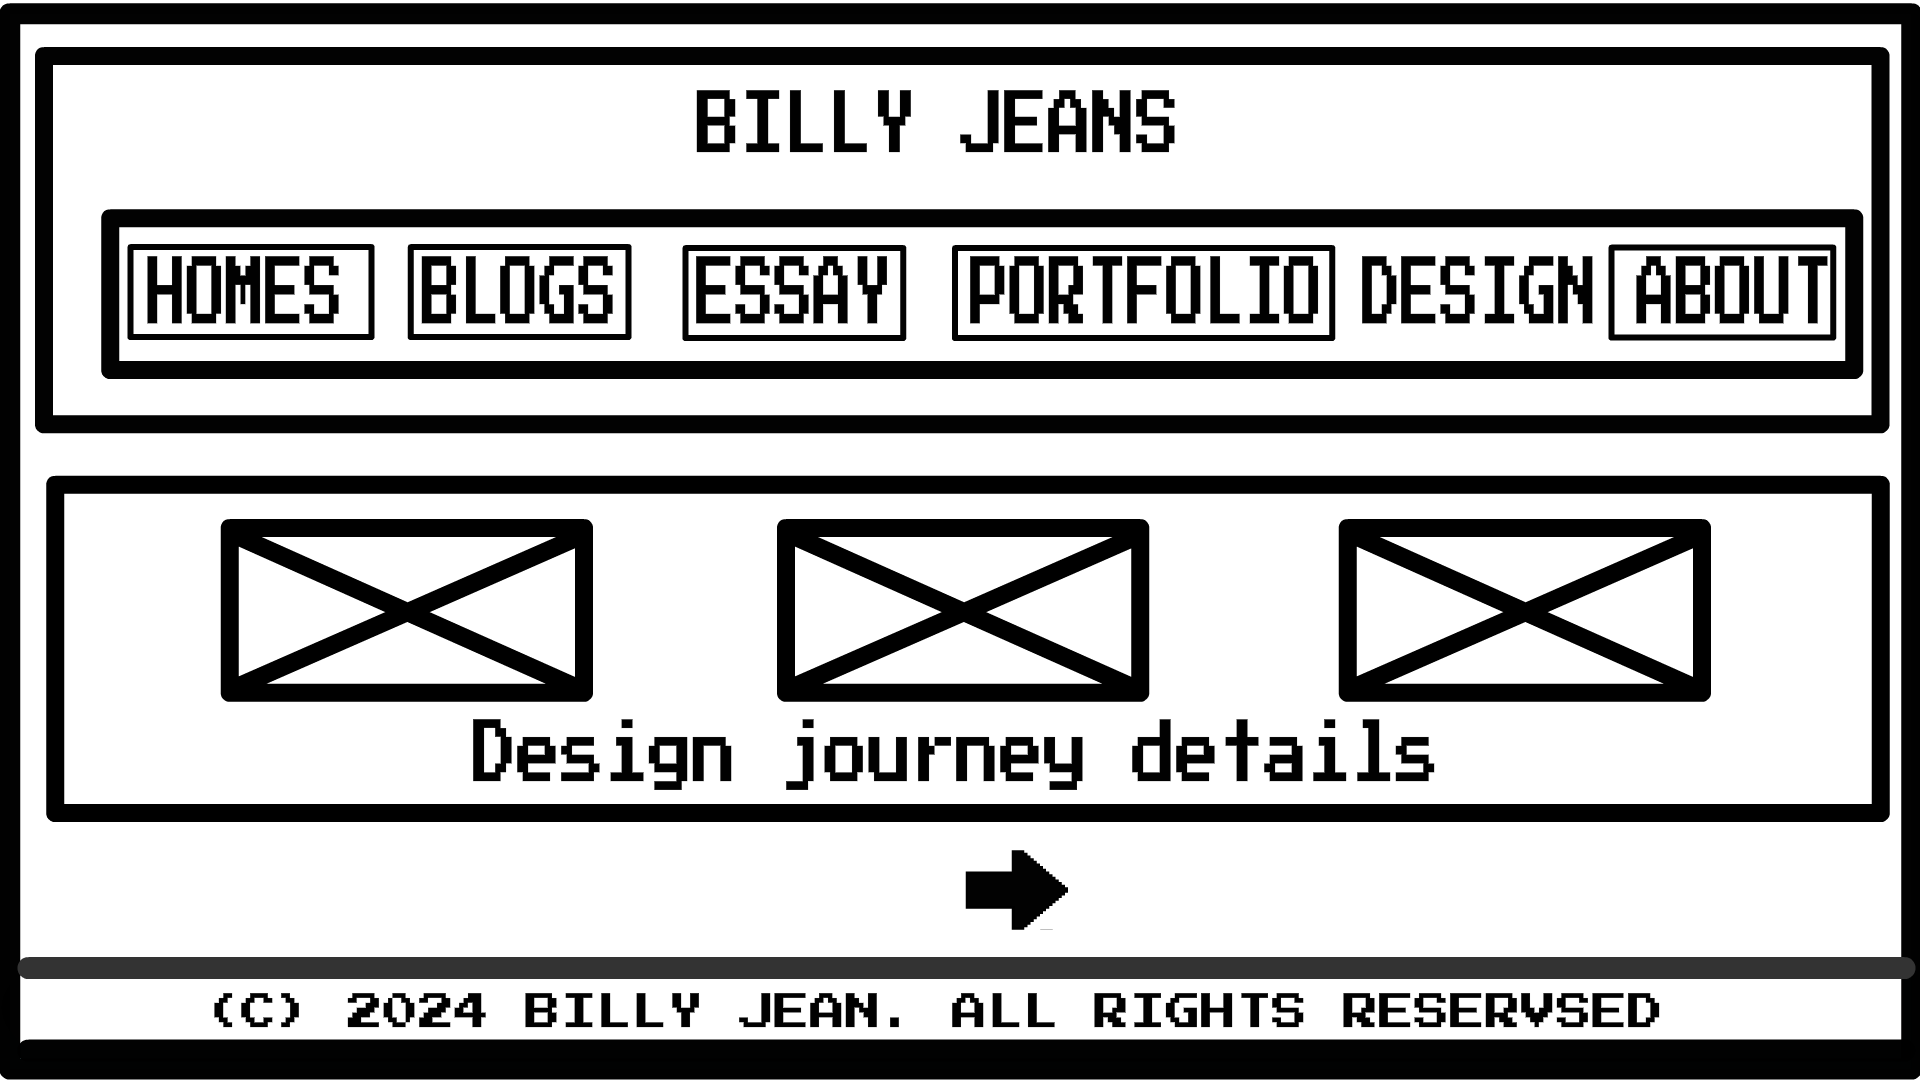 BILLY JEANS
HOMES BLOGS ESSAY PORTFOLIO DESIGN ABOUT
Design journey details
(C) 2024 BILLY JEAN. ALL RIGHTS RESERVSED